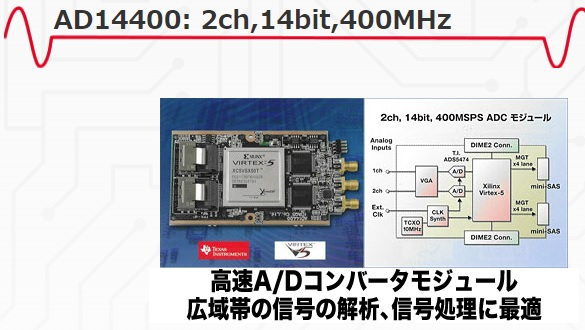 AD14400: 2ch,14bit,400MHz
XILINX
VIRTEX-5
TEXAS INSTRUMENTS
VIRTEX 5
2ch, 14bit, 400MSPS ADC モジュール
Analog Inputs
DIME2 Conn.
T.I. ADS5474
MGT x4 lane
1ch
VGA
A/D
mini-SAS
2ch
A/D
Xilinx Virtex-5
Ext. Clk
MGT x4 lane
TCXO 10MHz
CLK Synth
mini-SAS
DIME2 Conn.
高速A/Dコンバータモジュール
広域帯の信号の解析、信号処理に最適